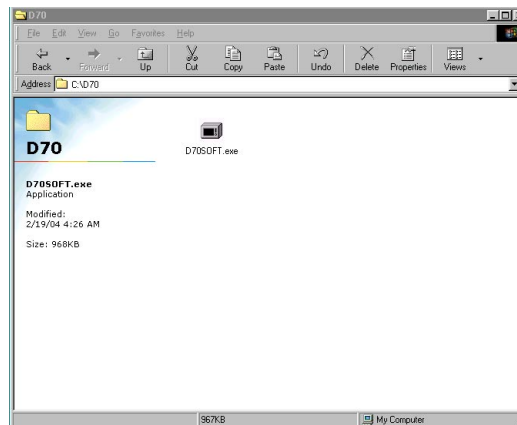 D70
File Edit View Go Favorites Help
Back Forward Up Cut Copy Paste Undo Delete Properties Views
Address C:\D70
D70
D70SOFT.exe
D70SOFT.exe
Application
Modified:
2/19/04 4:26 AM
Size: 968KB
967KB My Computer